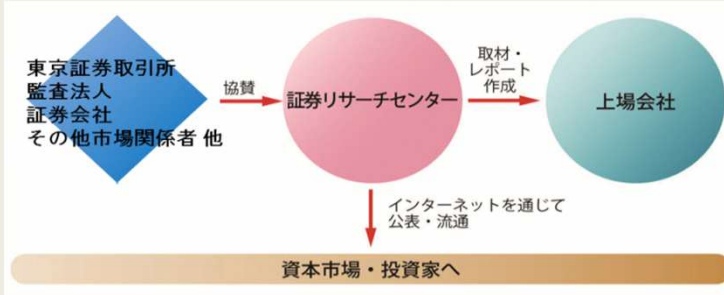 東京証券取引所
監査法人
証券会社
その他市場関係者 他
協賛
証券リサーチセンター
取材・
レポート
作成
上場会社
インターネットを通じて
公表・流通
資本市場・投資家へ